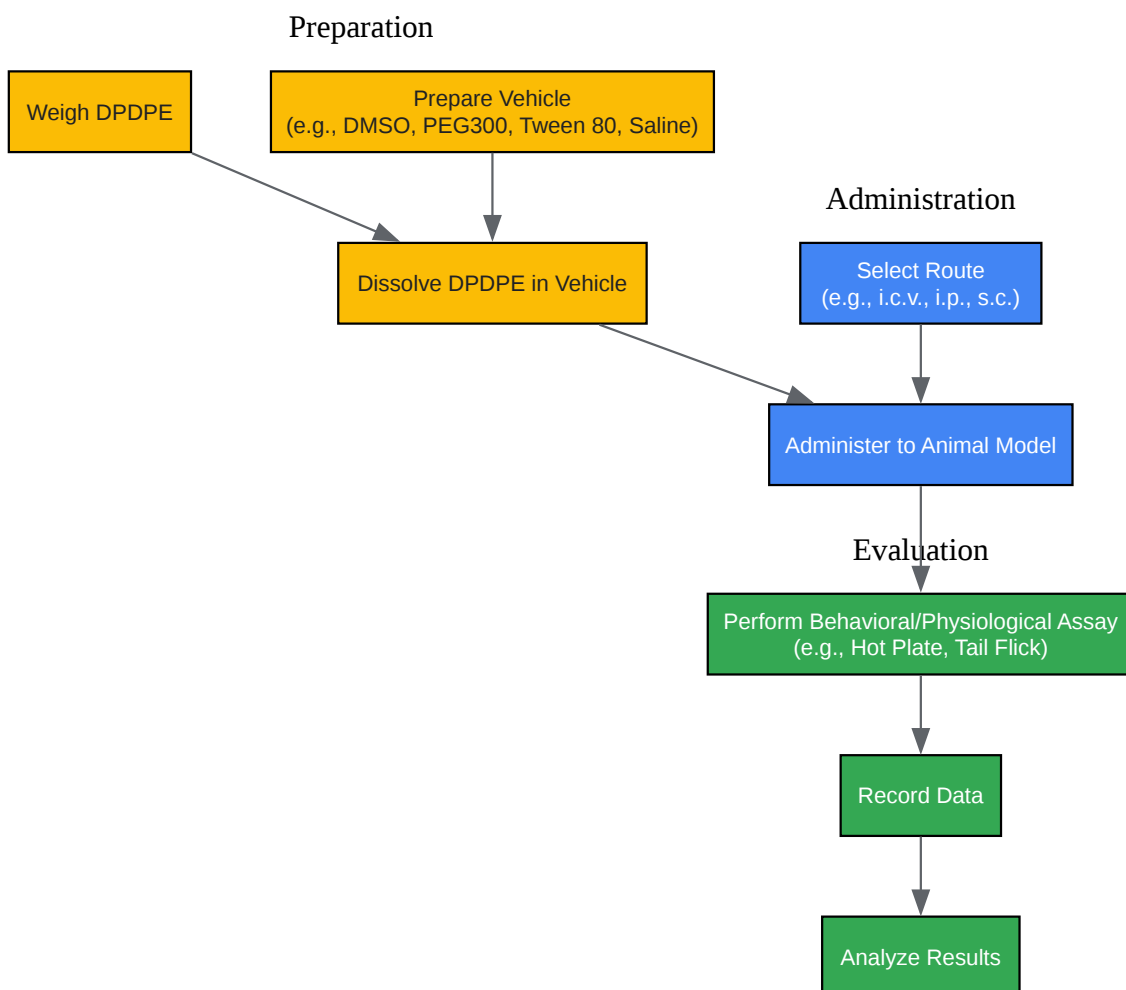 Preparation
Weigh DPDPE
Prepare Vehicle
(e.g., DMSO, PEG300, Tween 80, Saline)
Administration
Dissolve DPDPE in Vehicle
Select Route
(e.g., i.c.v., i.p., s.c.)
Administer to Animal Model
Evaluation
Perform Behavioral/Physiological Assay
(e.g., Hot Plate, Tail Flick)
Record Data
Analyze Results